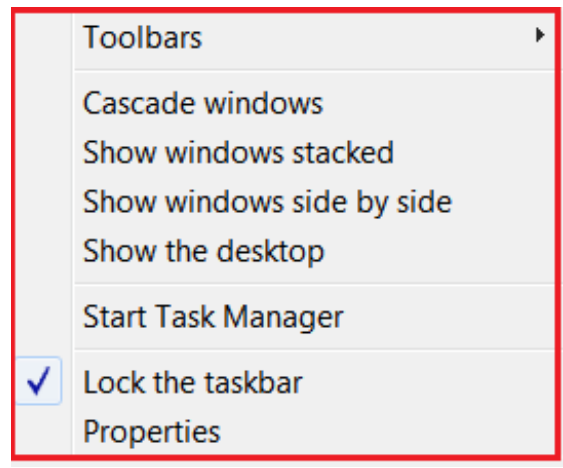 Toolbars
Cascade windows
Show windows stacked
Show windows side by side
Show the desktop
Start Task Manager
Lock the taskbar
Properties